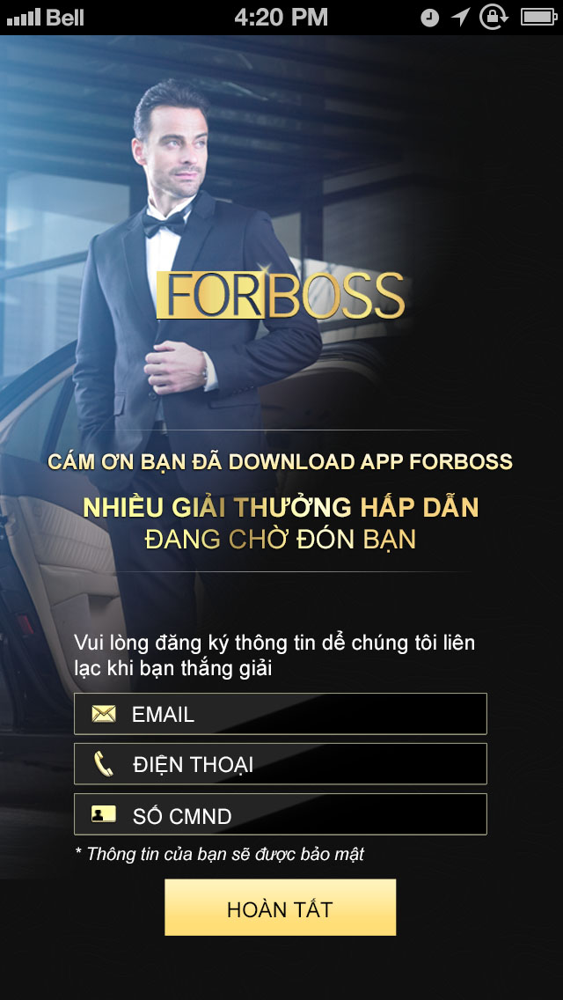 Bell 4:20 PM
FORBOSS
CÁM ƠN BẠN ĐÃ DOWNLOAD APP FORBOSS
NHIỀU GIẢI THƯỞNG HẤP DẪN
ĐANG CHỜ ĐÓN BẠN
Vui lòng đăng ký thông tin dể chúng tôi liên
lạc khi bạn thắng giải
EMAIL
ĐIỆN THOẠI
SỐ CMND
* Thông tin của bạn sẽ được bảo mật
HOÀN TẤT